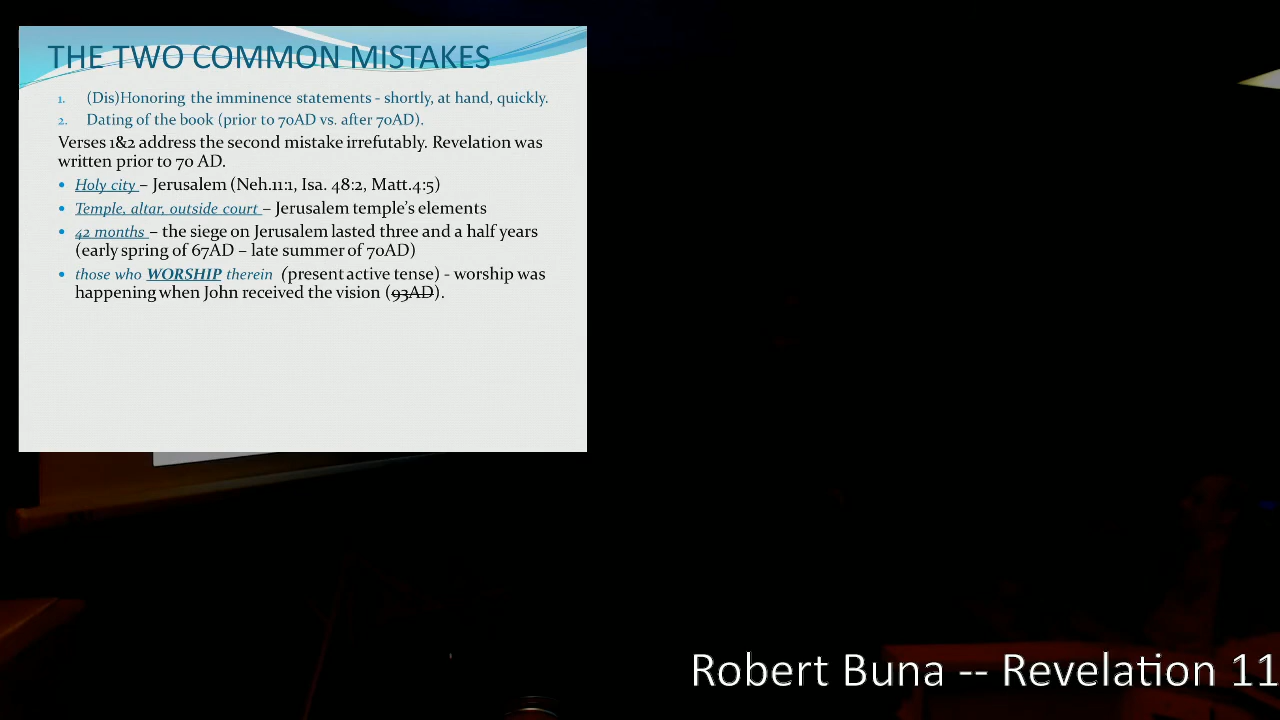 THE TWO COMMON MISTAKES
1. (Dis)Honoring the imminence statements - shortly, at hand, quickly.
2. Dating of the book (prior to 70AD vs. after 70AD).
Verses 1&2 address the second mistake irrefutably. Revelation was
written prior to 70 AD.
• Holy city – Jerusalem (Neh.11:1, Isa. 48:2, Matt.4:5)
• Temple, altar, outside court – Jerusalem temple's elements
• 42 months – the siege on Jerusalem lasted three and a half years
(early spring of 67AD – late summer of 70AD)
• those who WORSHIP therein (present active tense) - worship was
happening when John received the vision (93AD).
Robert Buna -- Revelation 11